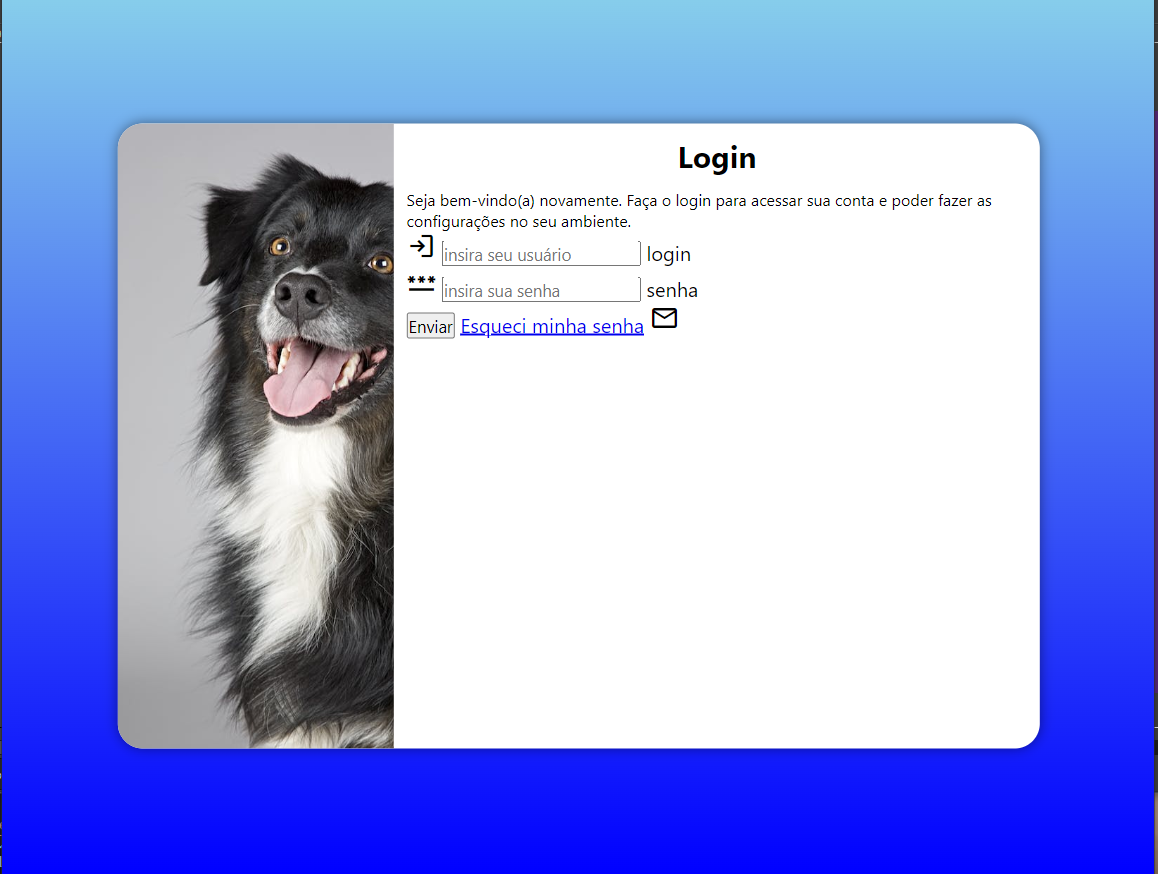 Login
Seja bem-vindo(a) novamente. Faça o login para acessar sua conta e poder fazer as
configurações no seu ambiente.
insira seu usuário login
insira sua senha senha
Enviar Esqueci minha senha